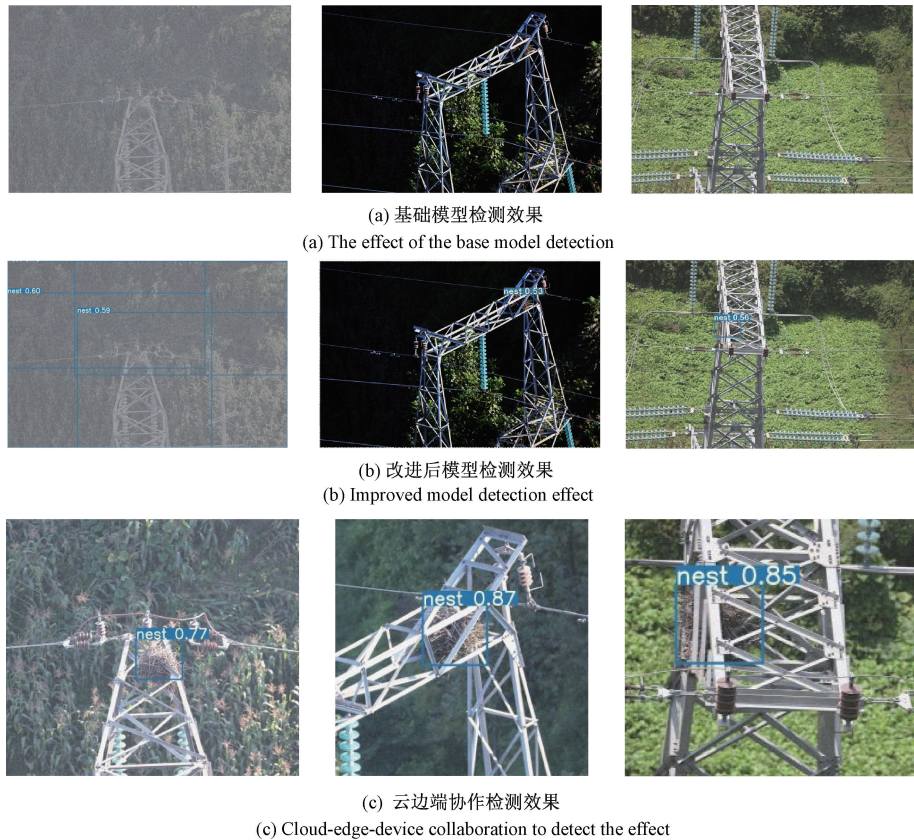 (a) 基础模型检测效果
(a) The effect of the base model detection
nest 0.60
nest 0.59
nest 0.53
nest 0.56
(b) 改进后模型检测效果
(b) Improved model detection effect
nest 0.77
nest 0.87
nest 0.85
(c) 云边端协作检测效果
(c) Cloud-edge-device collaboration to detect the effect